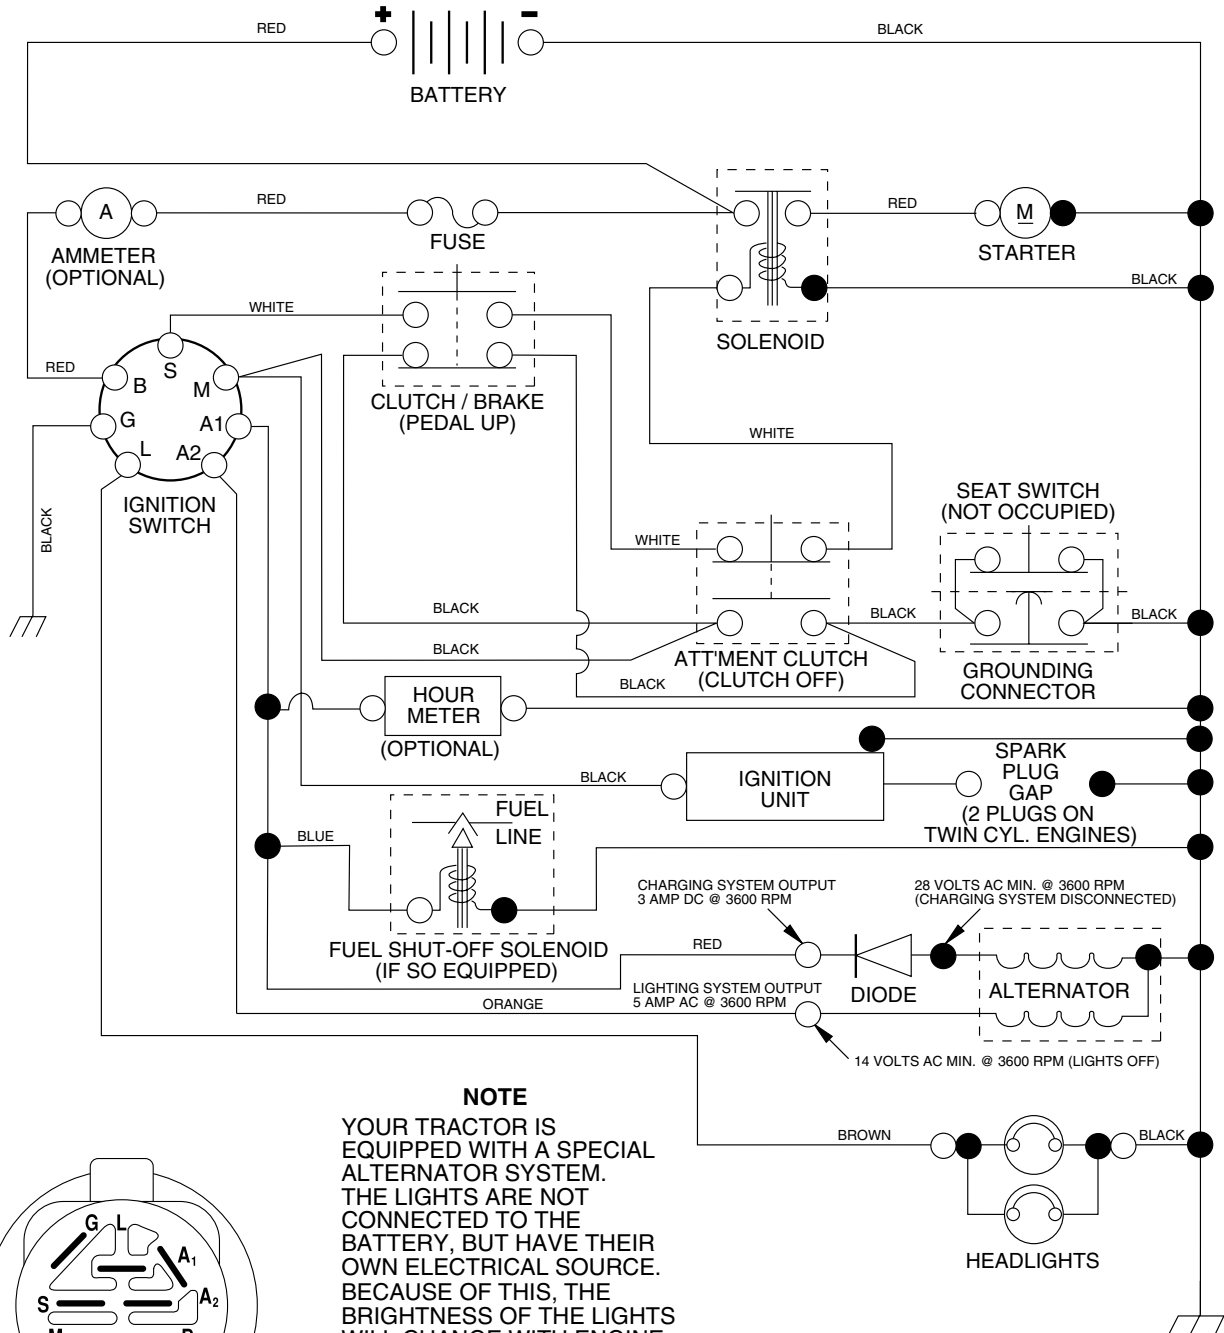 + −
RED
BLACK
BATTERY
A
RED
FUSE
RED
M
STARTER
AMMETER
(OPTIONAL)
BLACK
WHITE
SOLENOID
RED
B
S
M
G
A1
L
A2
CLUTCH / BRAKE
(PEDAL UP)
WHITE
IGNITION
SWITCH
SEAT SWITCH
(NOT OCCUPIED)
BLACK
WHITE
BLACK
BLACK
BLACK
BLACK
ATT'MENT CLUTCH
(CLUTCH OFF)
GROUNDING
CONNECTOR
BLACK
HOUR
METER
(OPTIONAL)
SPARK
PLUG
GAP
(2 PLUGS ON
TWIN CYL. ENGINES)
BLACK
IGNITION
UNIT
FUEL
LINE
BLUE
CHARGING SYSTEM OUTPUT
3 AMP DC @ 3600 RPM
28 VOLTS AC MIN. @ 3600 RPM
(CHARGING SYSTEM DISCONNECTED)
FUEL SHUT-OFF SOLENOID
(IF SO EQUIPPED)
RED
LIGHTING SYSTEM OUTPUT
5 AMP AC @ 3600 RPM
DIODE
ALTERNATOR
ORANGE
14 VOLTS AC MIN. @ 3600 RPM (LIGHTS OFF)
NOTE
YOUR TRACTOR IS
EQUIPPED WITH A SPECIAL
ALTERNATOR SYSTEM.
THE LIGHTS ARE NOT
CONNECTED TO THE
BATTERY, BUT HAVE THEIR
OWN ELECTRICAL SOURCE.
BECAUSE OF THIS, THE
BRIGHTNESS OF THE LIGHTS
WILL CHANGE WITH ENGINE
BROWN
BLACK
HEADLIGHTS
G L
A1
A2
S
M B